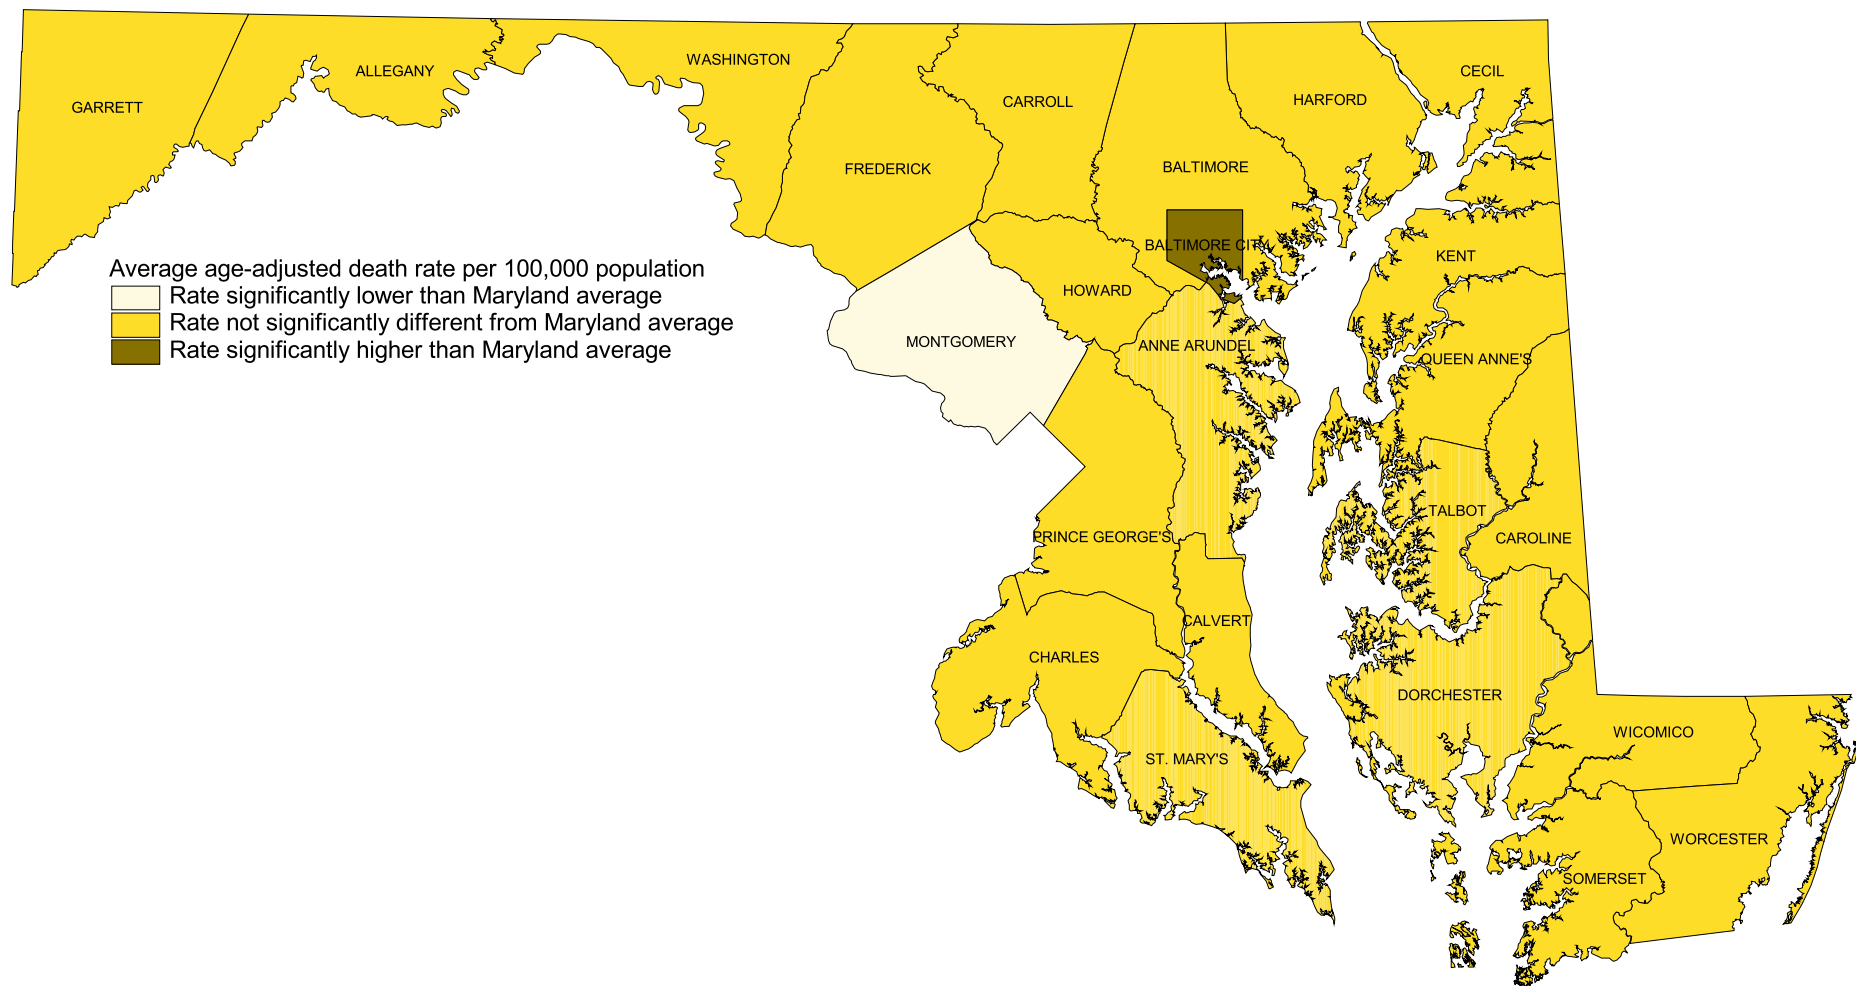 WASHINGTON
ALLEGANY
CECIL
GARRETT
CARROLL
HARFORD
FREDERICK
BALTIMORE
BALTIMORE CITY
KENT
Average age-adjusted death rate per 100,000 population
Rate significantly lower than Maryland average
Rate not significantly different from Maryland average
Rate significantly higher than Maryland average
HOWARD
MONTGOMERY
ANNE ARUNDEL
QUEEN ANNE'S
TALBOT
PRINCE GEORGE'S
CAROLINE
CALVERT
CHARLES
DORCHESTER
WICOMICO
ST. MARY'S
WORCESTER
SOMERSET